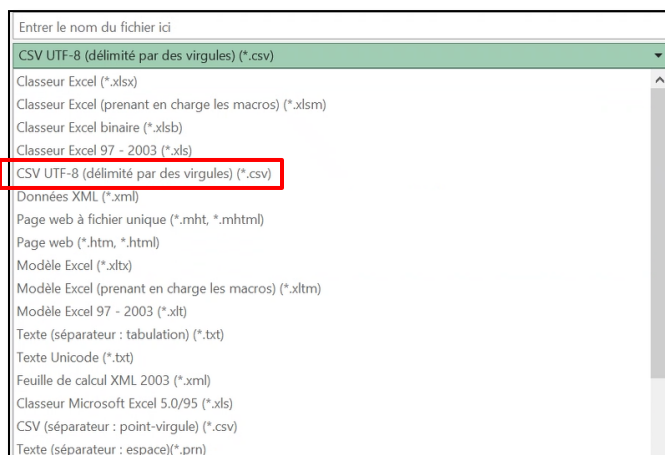 Entrer le nom du fichier ici
CSV UTF-8 (délimité par des virgules) (*.csv)
Classeur Excel (*.xlsx)
Classeur Excel (prenant en charge les macros) (*.xlsm)
Classeur Excel binaire (*.xlsb)
Classeur Excel 97 - 2003 (*.xls)
CSV UTF-8 (délimité par des virgules) (*.csv)
Données XML (*.xml)
Page web à fichier unique (*.mht, *.mhtml)
Page web (*.htm, *.html)
Modèle Excel (*.xltx)
Modèle Excel (prenant en charge les macros) (*.xltm)
Modèle Excel 97 - 2003 (*.xlt)
Texte (séparateur : tabulation) (*.txt)
Texte Unicode (*.txt)
Feuille de calcul XML 2003 (*.xml)
Classeur Microsoft Excel 5.0/95 (*.xls)
CSV (séparateur : point-virgule) (*.csv)
Texte (séparateur : espace)(*.prn)